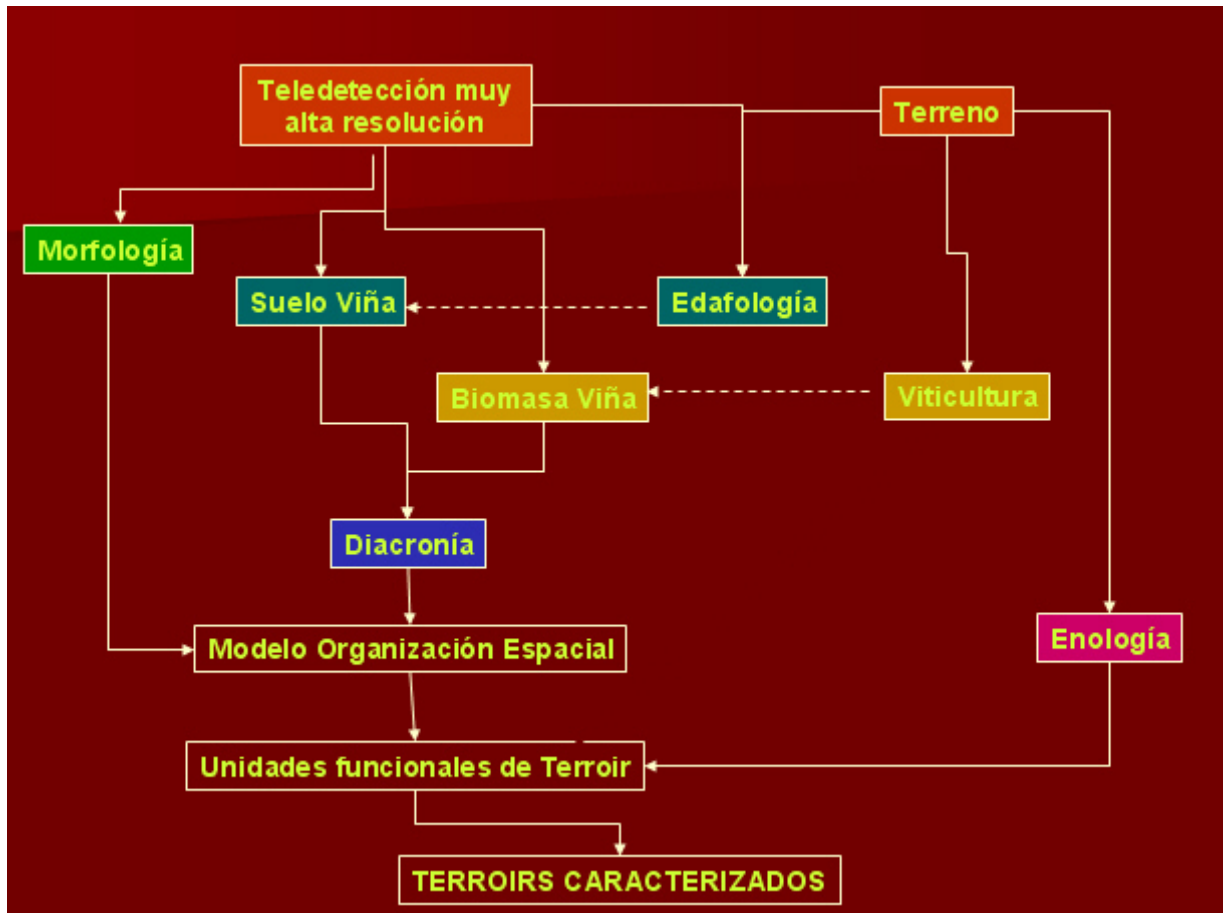 Teledetección muy
alta resolución
Terreno
Morfología
Suelo Viña
Edafología
Biomasa Viña
Viticultura
Diacronía
Modelo Organización Espacial
Enología
Unidades funcionales de Terroir
TERROIRS CARACTERIZADOS